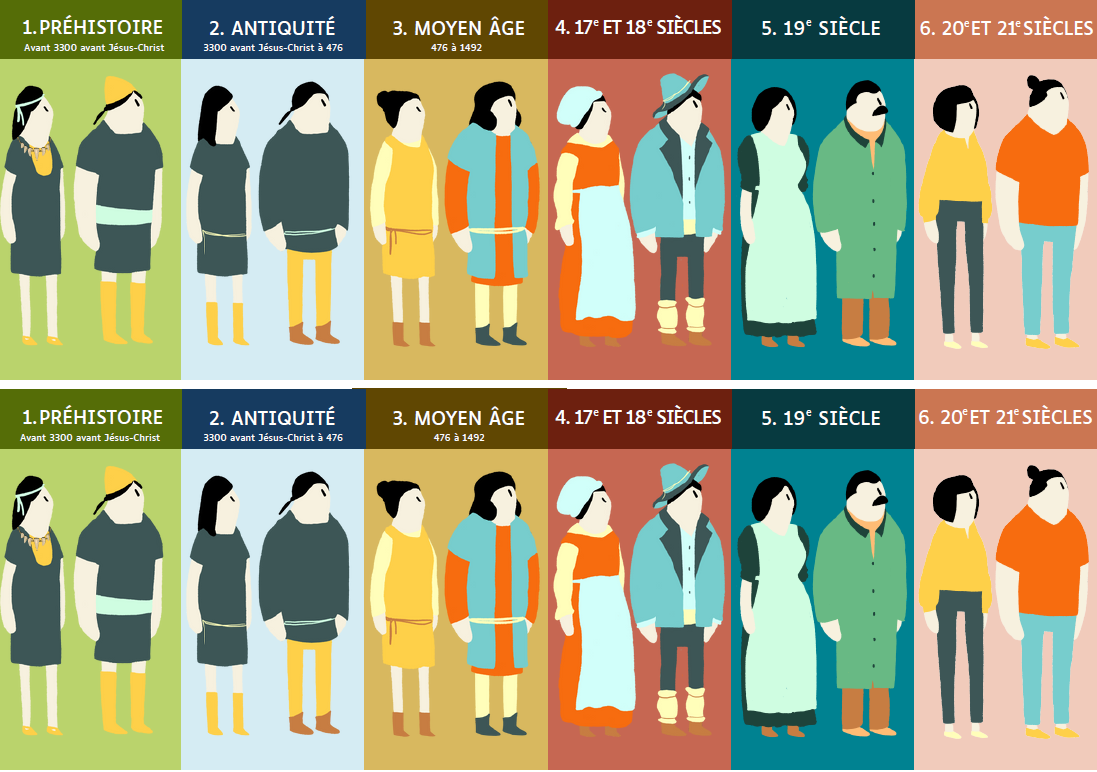 1.PRÉHISTOIRE
Avant 3300 avant Jésus-Christ
2. ANTIQUITÉ
3300 avant Jésus-Christ à 476
3. MOYEN ÂGE
476 à 1492
4. 17e ET 18e SIÈCLES
5. 19e SIÈCLE
6. 20e ET 21e SIÈCLES
1.PRÉHISTOIRE
Avant 3300 avant Jésus-Christ
2. ANTIQUITÉ
3300 avant Jésus-Christ à 476
3. MOYEN ÂGE
476 à 1492
4. 17e ET 18e SIÈCLES
5. 19e SIÈCLE
6. 20e ET 21e SIÈCLES